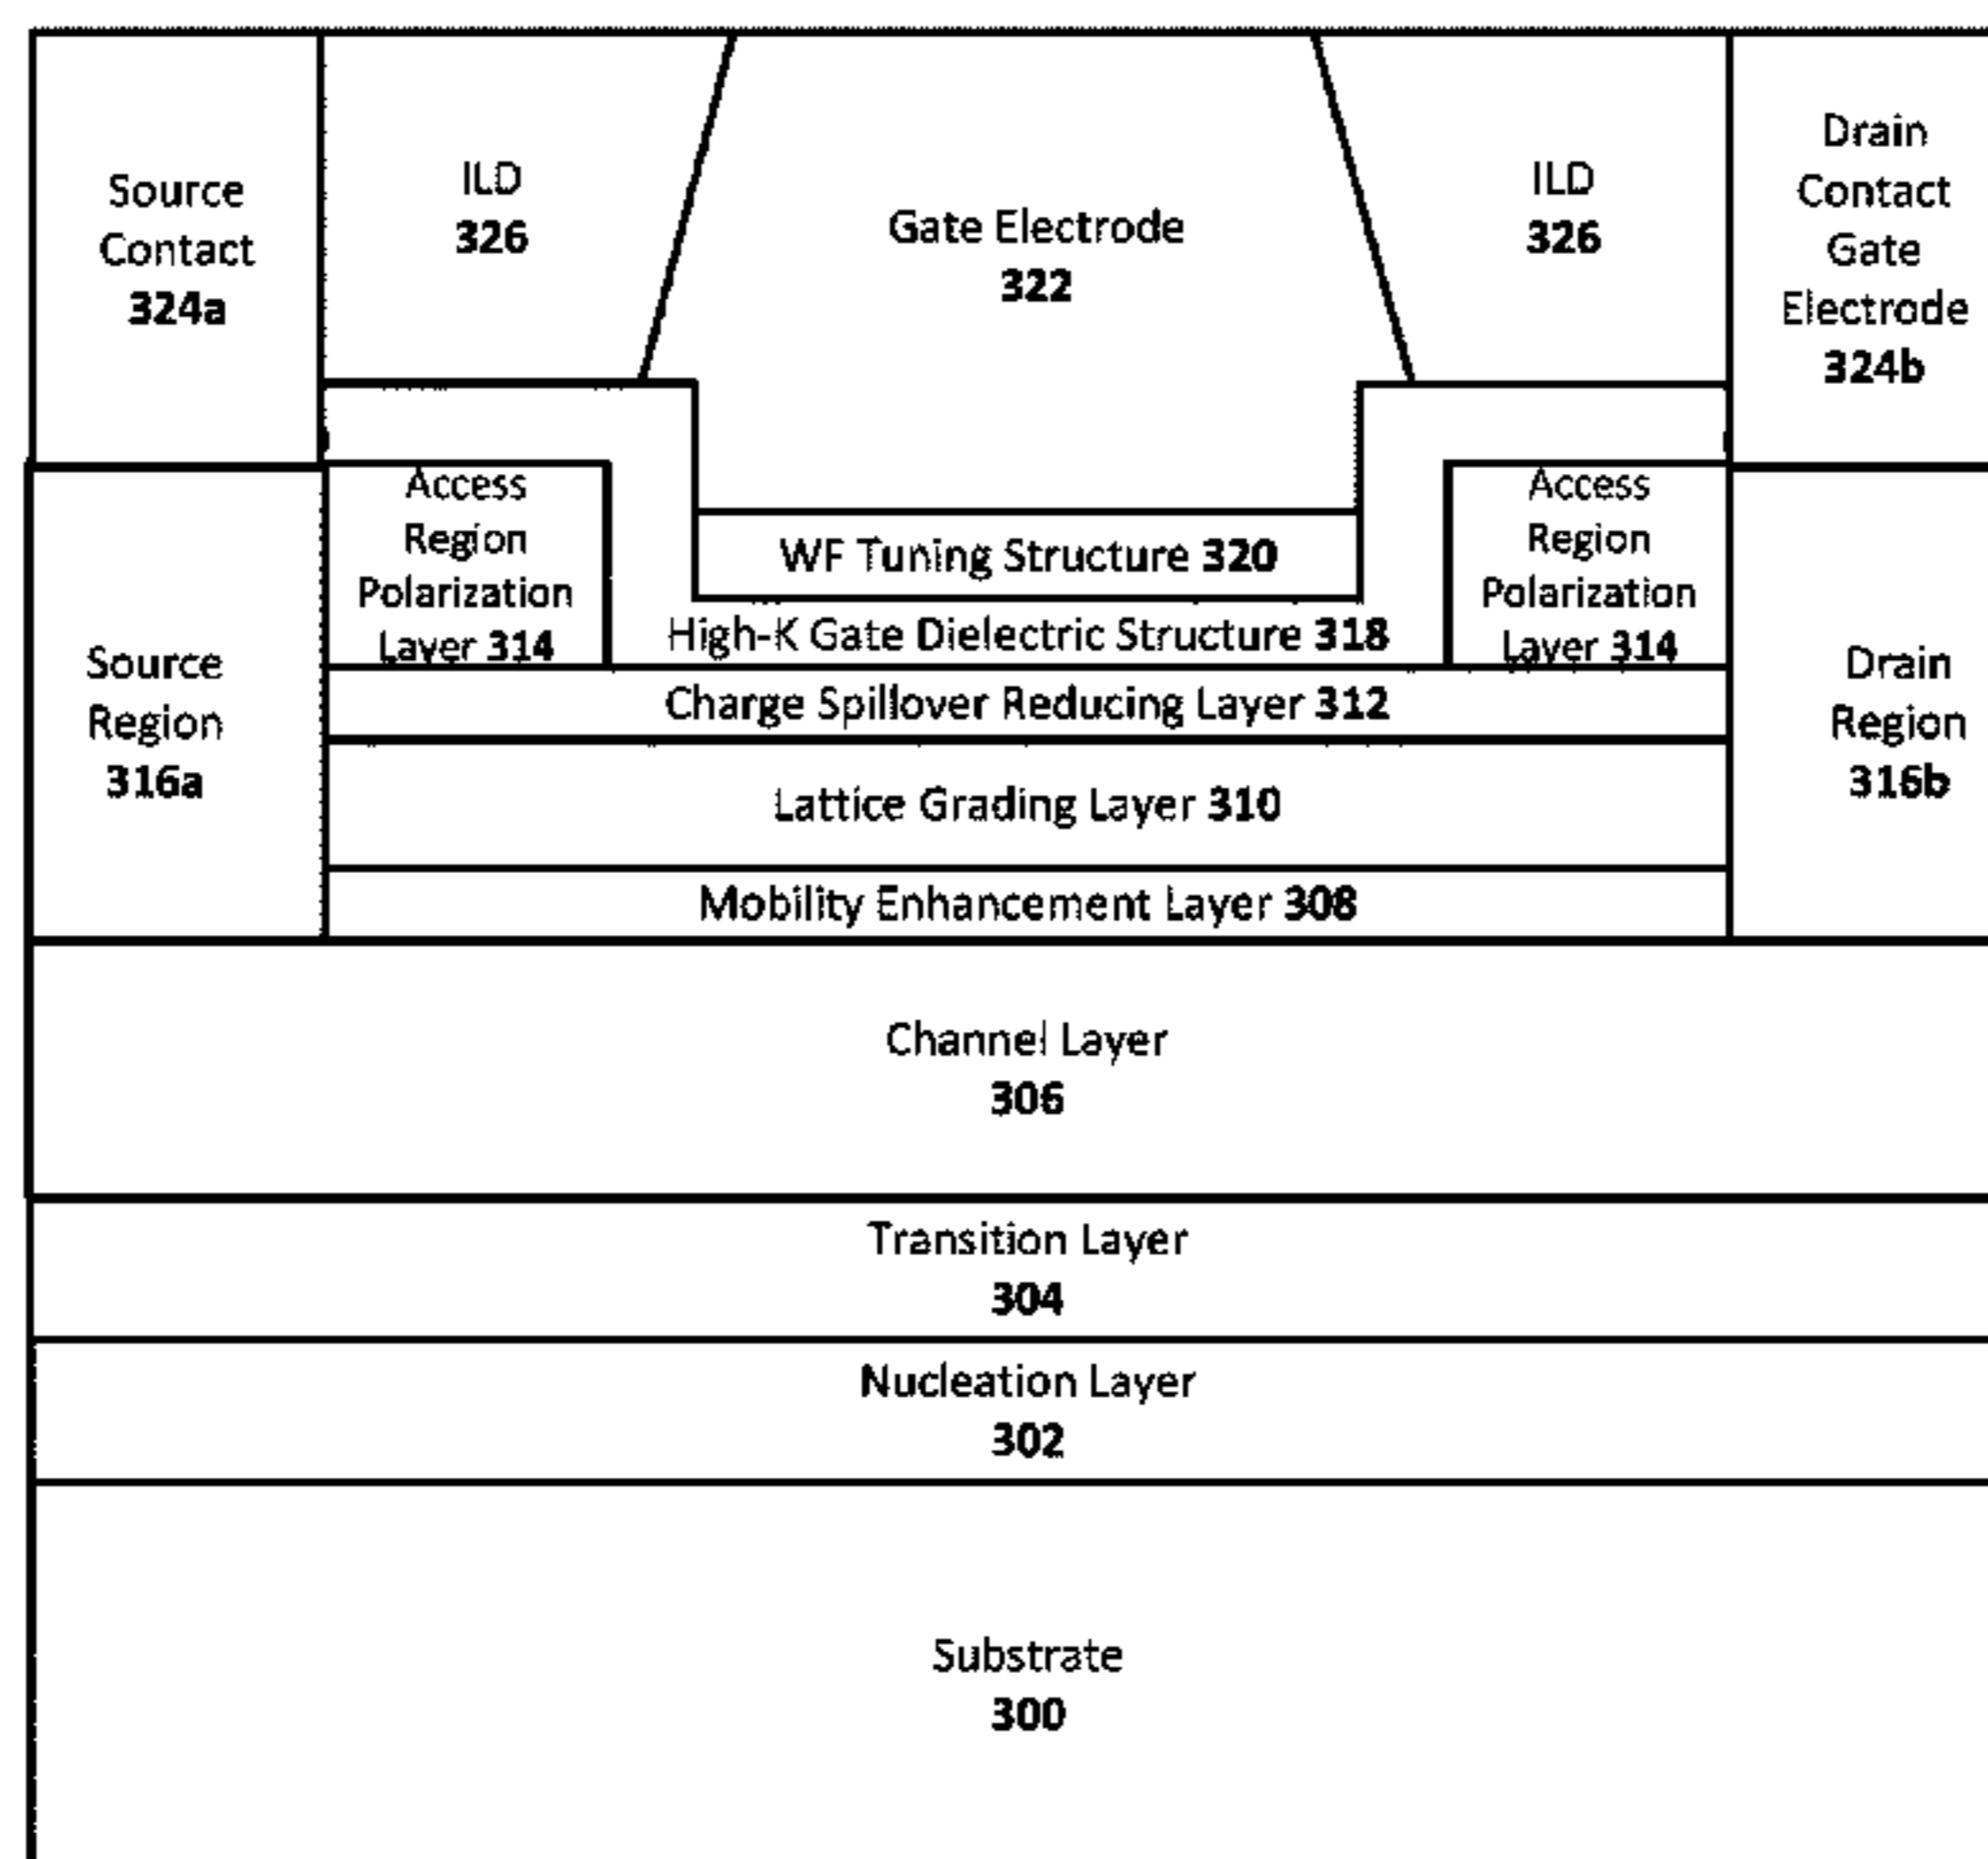 Source
Contact
324a
ILD
326
Gate Electrode
322
ILD
326
Drain
Contact
Gate
Electrode
324b
Access
Region
Polarization
Layer 314
WF Tuning Structure 320
High-K Gate Dielectric Structure 318
Access
Region
Polarization
Layer 314
Source
Region
316a
Charge Spillover Reducing Layer 312
Lattice Grading Layer 310
Mobility Enhancement Layer 308
Drain
Region
316b
Channel Layer
306
Transition Layer
304
Nucleation Layer
302
Substrate
300